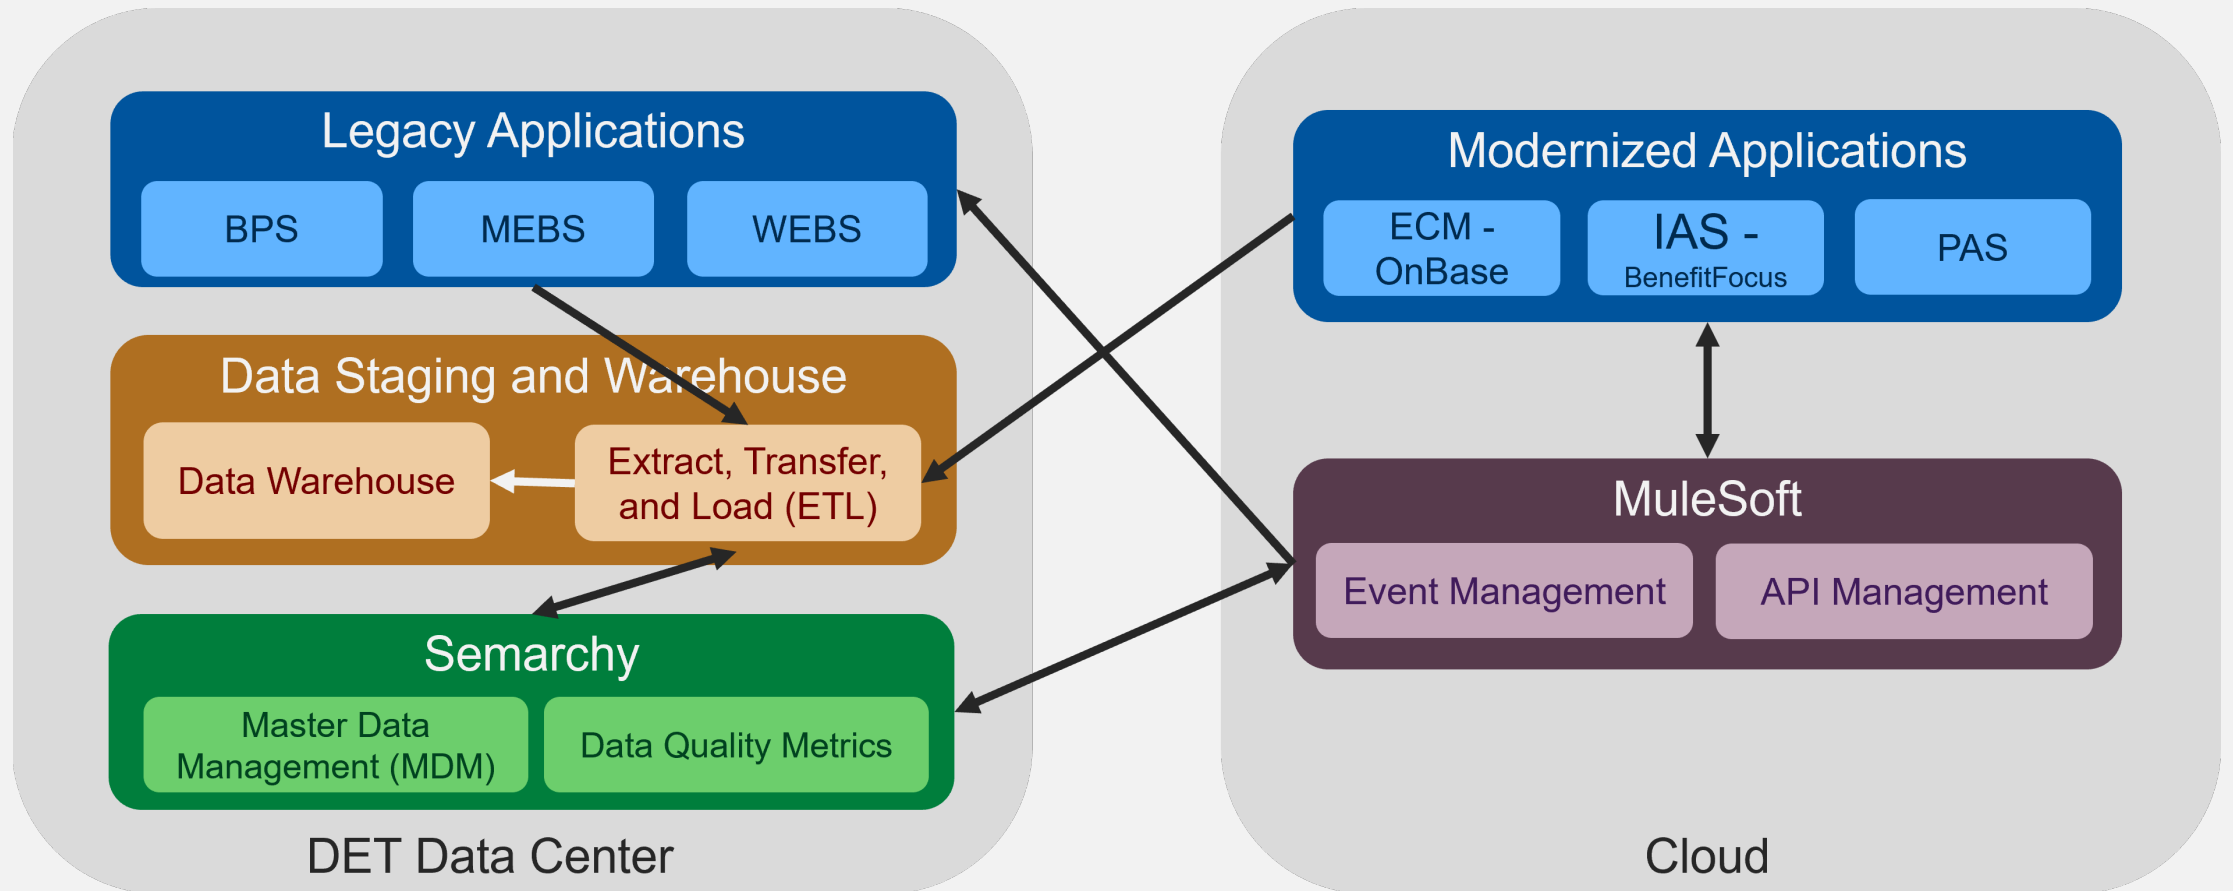 Legacy Applications
BPS
MEBS
WEBS
Data Staging and Warehouse
Data Warehouse
Extract, Transfer,
and Load (ETL)
Semarchy
Master Data
Management (MDM)
Data Quality Metrics
DET Data Center
Modernized Applications
ECM -
OnBase
IAS -
BenefitFocus
PAS
MuleSoft
Event Management
API Management
Cloud